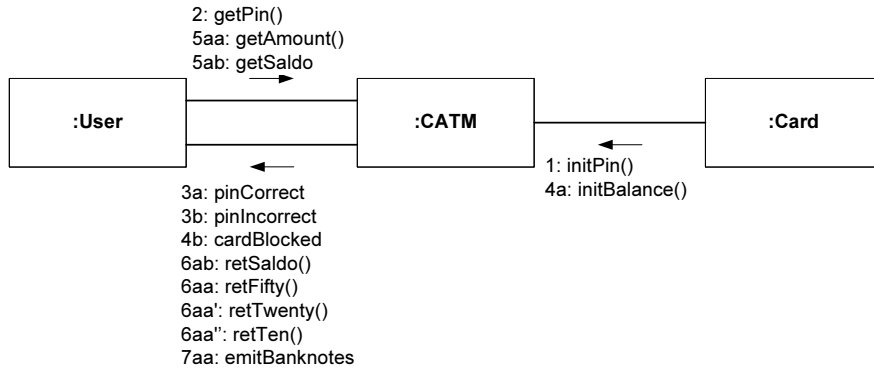 2: getPin()
5aa: getAmount()
5ab: getSaldo
:User
:CATM
:Card
1: initPin()
4a: initBalance()
3a: pinCorrect
3b: pinIncorrect
4b: cardBlocked
6ab: retSaldo()
6aa: retFifty()
6aa': retTwenty()
6aa'': retTen()
7aa: emitBanknotes